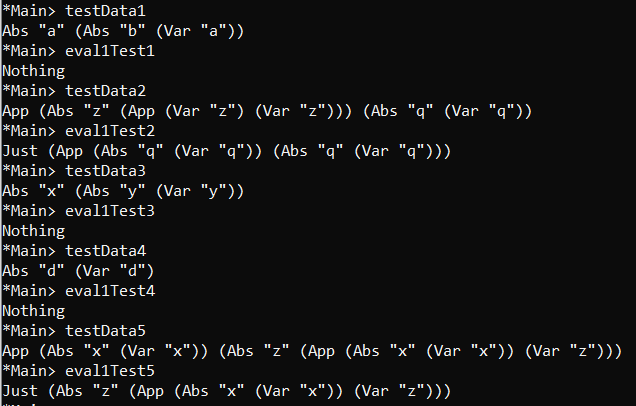 *Main> testData1
Abs "a" (Abs "b" (Var "a"))
*Main> eval1Test1
Nothing
*Main> testData2
App (Abs "z" (App (Var "z") (Var "z"))) (Abs "q" (Var "q"))
*Main> eval1Test2
Just (App (Abs "q" (Var "q")) (Abs "q" (Var "q")))
*Main> testData3
Abs "x" (Abs "y" (Var "y"))
*Main> eval1Test3
Nothing
*Main> testData4
Abs "d" (Var "d")
*Main> eval1Test4
Nothing
*Main> testData5
App (Abs "x" (Var "x")) (Abs "z" (App (Abs "x" (Var "x")) (Var "z")))
*Main> eval1Test5
Just (Abs "z" (App (Abs "x" (Var "x")) (Var "z")))